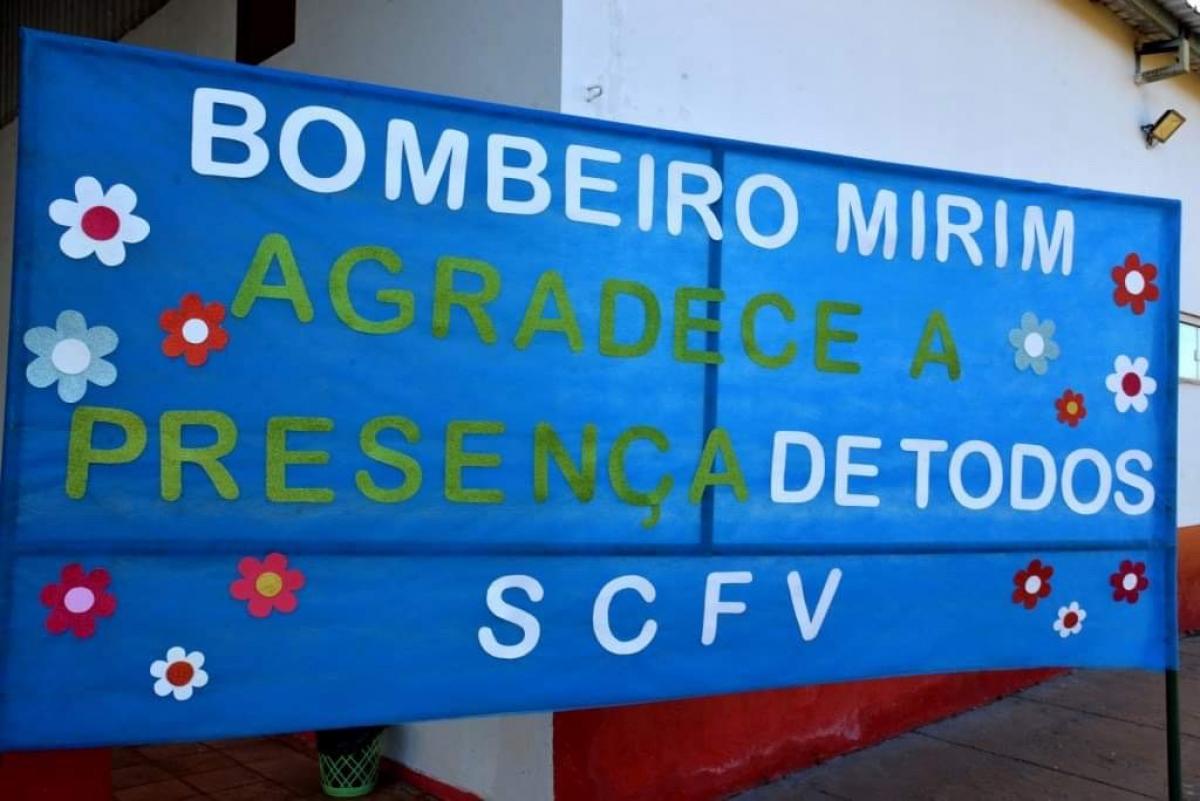 BOMBEIRO MIRIM
AGRADECE A
PRESENÇA DE TODOS
SCFV